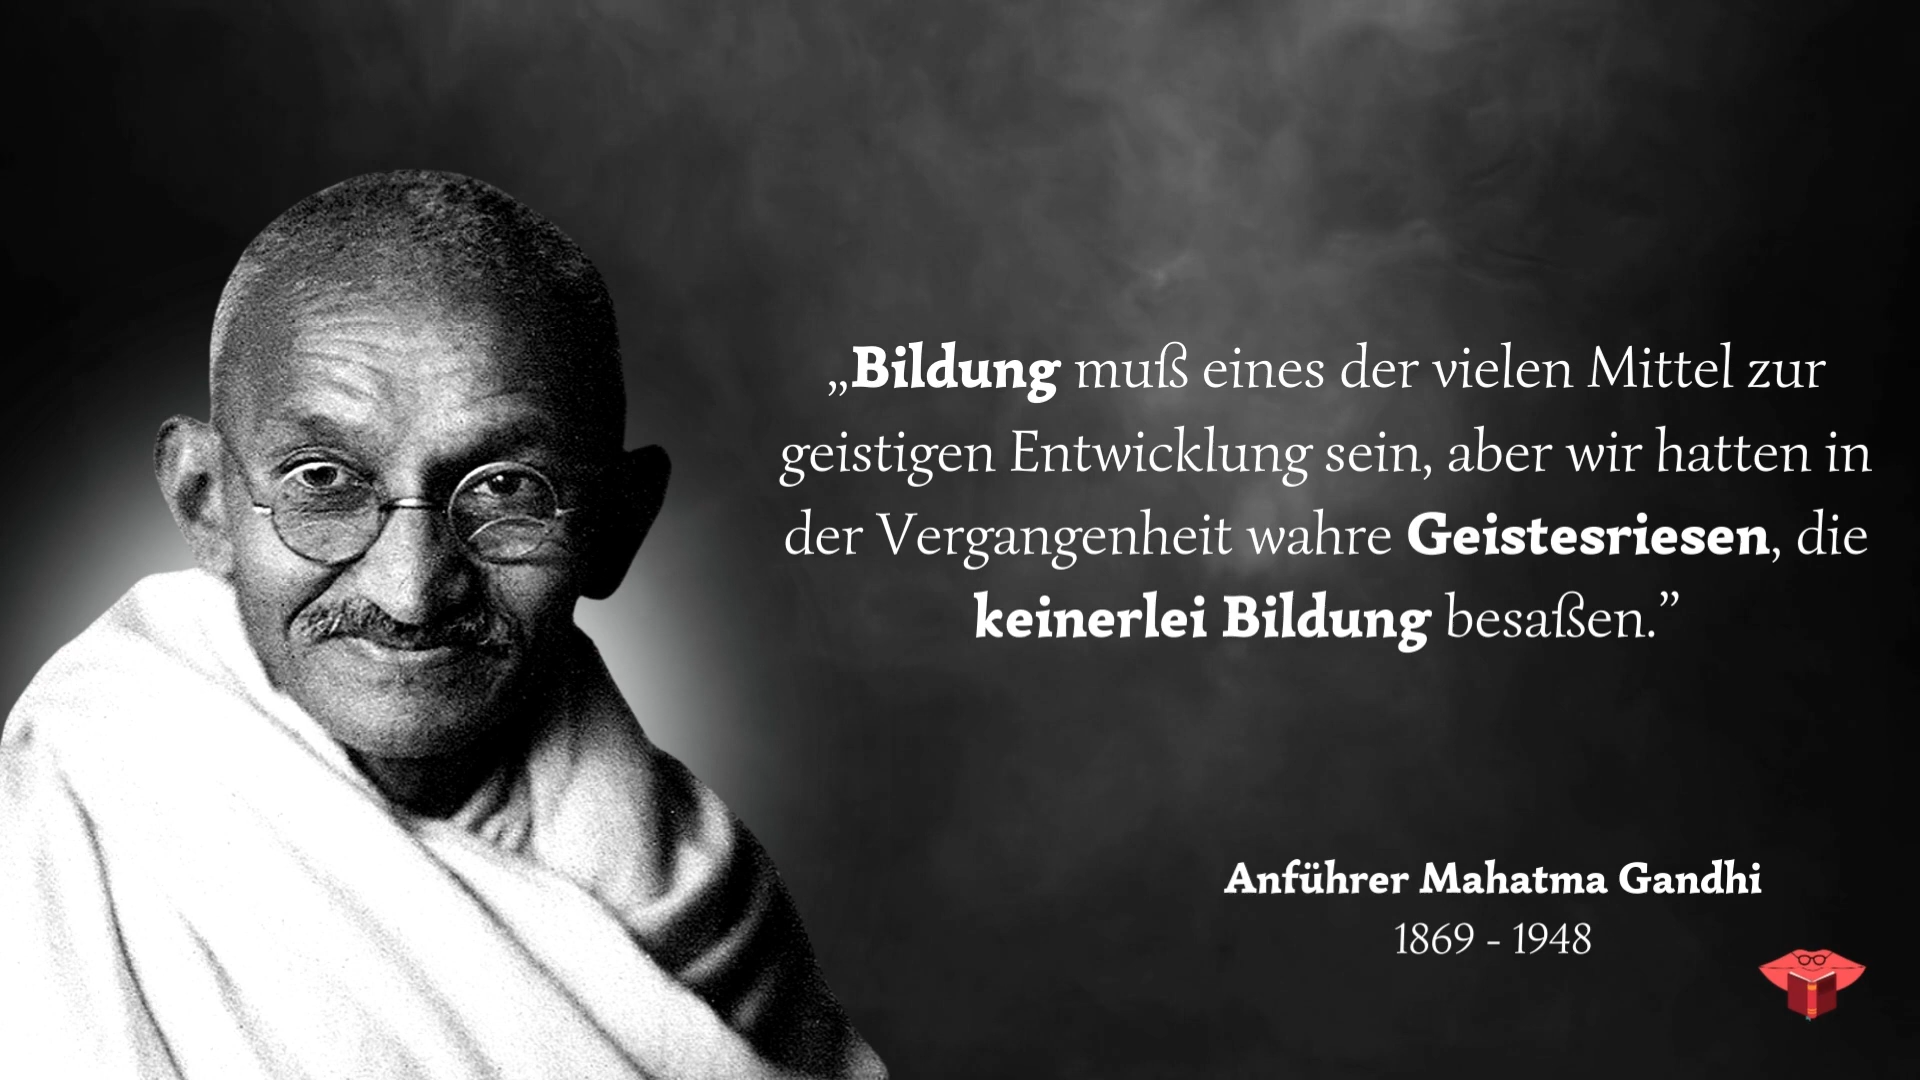 „Bildung muß eines der vielen Mittel zur
geistigen Entwicklung sein, aber wir hatten in
der Vergangenheit wahre Geistesriesen, die
keinerlei Bildung besaßen.”
Anführer Mahatma Gandhi
1869 - 1948